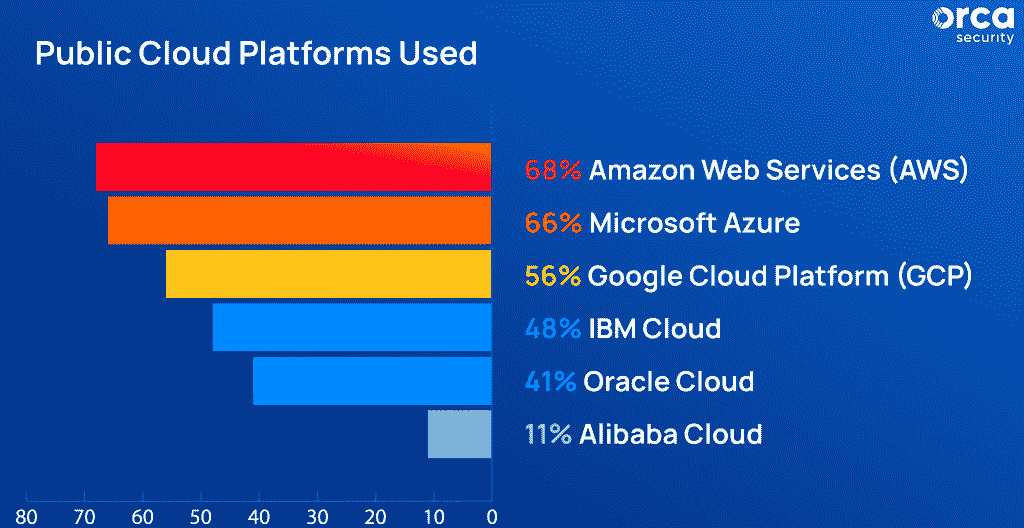 orca
security
Public Cloud Platforms Used
68% Amazon Web Services (AWS)
66% Microsoft Azure
56% Google Cloud Platform (GCP)
48% IBM Cloud
41% Oracle Cloud
11% Alibaba Cloud
80 70 60 50 40 30 20 10 0